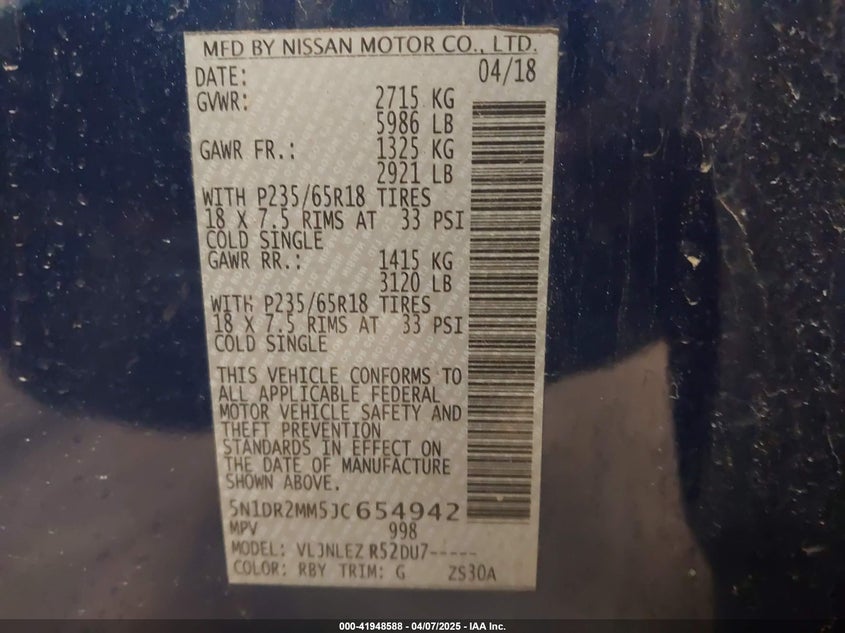 MFD BY NISSAN MOTOR CO., LTD.
DATE: 04/18
GVWR: 2715 KG
5986 LB
GAWR FR.: 1325 KG
2921 LB
WITH P235/65R18 TIRES
18 X 7.5 RIMS AT 33 PSI
COLD SINGLE
GAWR RR.: 1415 KG
3120 LB
WITH P235/65R18 TIRES
18 X 7.5 RIMS AT 33 PSI
COLD SINGLE
THIS VEHICLE CONFORMS TO
ALL APPLICABLE FEDERAL
MOTOR VEHICLE SAFETY AND
THEFT PREVENTION
STANDARDS IN EFFECT ON
THE DATE OF MANUFACTURE
SHOWN ABOVE.
5N1DR2MM5JC654942
MPV 998
MODEL: VLJNLEZ R52DU7-----
COLOR: RBY TRIM: G ZS30A
000-41948588 - 04/07/2025 - IAA Inc.